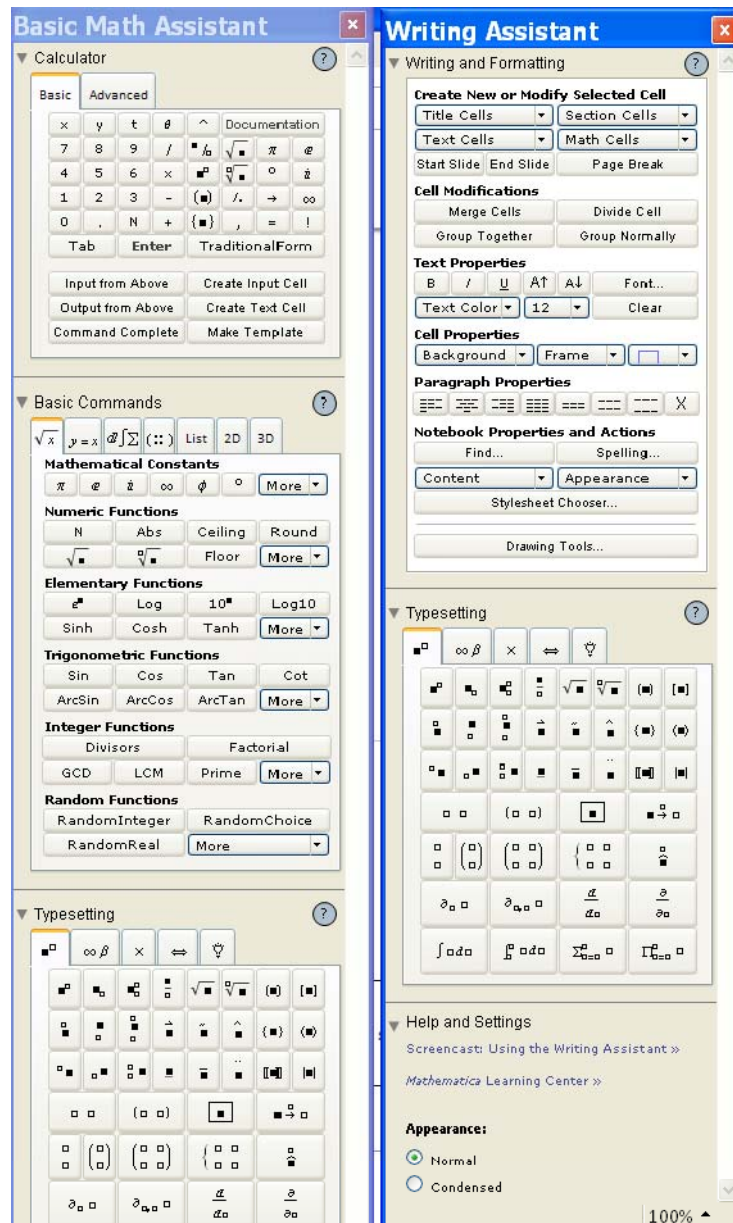 Basic Math Assistant
Calculator
Basic Advanced
x y t θ ^ Documentation
7 8 9 / ■/□ √■ π ⅇ
4 5 6 × ■□ □√■ ° ⅈ
1 2 3 - (■) /. → ∞
0 . N + {■} , = !
Tab Enter TraditionalForm
Input from Above Create Input Cell
Output from Above Create Text Cell
Command Complete Make Template
Basic Commands
√x y=x ⅆ∫Σ (::) List 2D 3D
Mathematical Constants
π ⅇ ⅈ ∞ ϕ ° More
Numeric Functions
N Abs Ceiling Round
√■ □√■ Floor More
Elementary Functions
ⅇ■ Log 10■ Log10
Sinh Cosh Tanh More
Trigonometric Functions
Sin Cos Tan Cot
ArcSin ArcCos ArcTan More
Integer Functions
Divisors Factorial
GCD LCM Prime More
Random Functions
RandomInteger RandomChoice
RandomReal More
Typesetting
∞β × ⇔
Writing Assistant
Writing and Formatting
Create New or Modify Selected Cell
Title Cells Section Cells
Text Cells Math Cells
Start Slide End Slide Page Break
Cell Modifications
Merge Cells Divide Cell
Group Together Group Normally
Text Properties
B I U A↑ A↓ Font...
Text Color 12 Clear
Cell Properties
Background Frame
Paragraph Properties
X
Notebook Properties and Actions
Find... Spelling...
Content Appearance
Stylesheet Chooser...
Drawing Tools...
Typesetting
∞β × ⇔
Help and Settings
Screencast: Using the Writing Assistant »
Mathematica Learning Center »
Appearance:
Normal
Condensed
100%